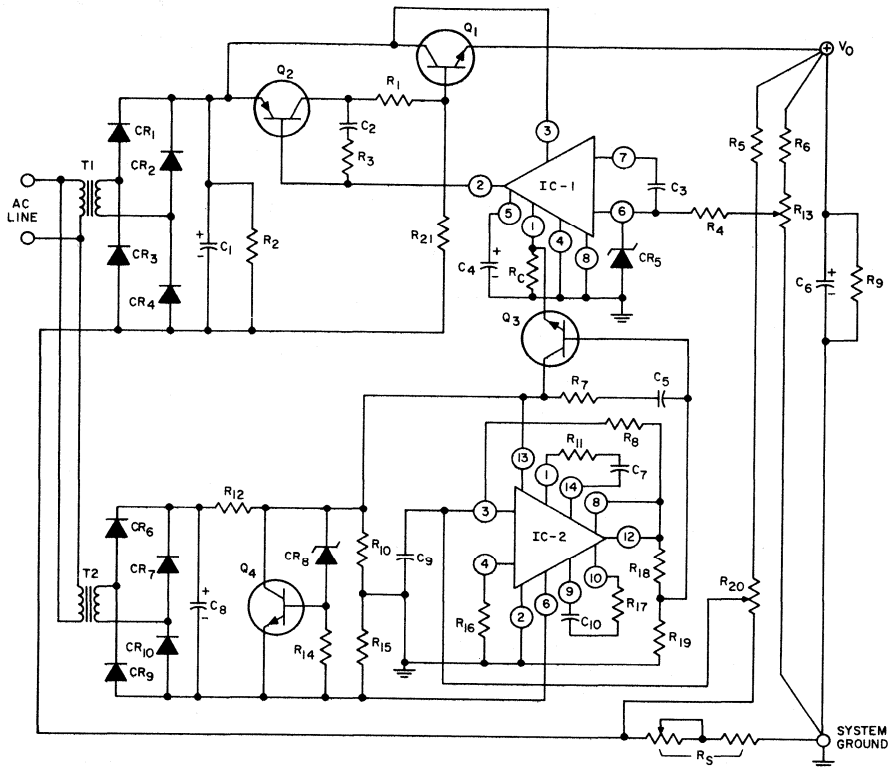 Q1
Q2
R1
C2
R3
CR1
CR2
T1
AC
LINE
CR3
CR4
+
-
C1
R2
R21
3
2
IC-1
7
6
5
1
4
8
C3
R4
+
-
C4
RC
CR5
Q3
+
VO
R5
R6
R13
+
-
C6
R9
R7
C5
R8
R11
C7
13
1
14
8
3
IC-2
12
4
10
9
6
2
R18
R17
C10
R16
R19
R20
R12
CR6
CR7
T2
CR10
CR9
+
-
C8
Q4
CR8
R14
R10
R15
C9
RS
SYSTEM
GROUND